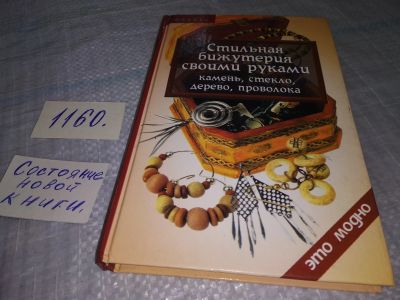 Стильная
бижутерия
своими руками
камень, стекло,
дерево, проволока
это модно
1160.
Состояние
новой
книги.